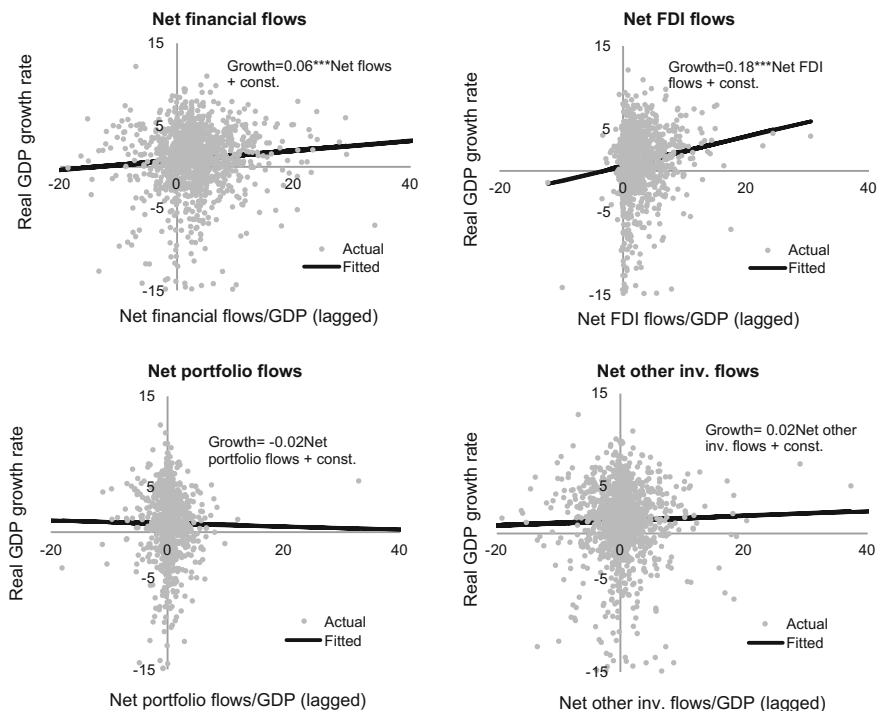 Net financial flows
15
Growth=0.06***Net flows
+ const.
5
-20
0
20
40
-5
-15
Real GDP growth rate
Actual
Fitted
Net financial flows/GDP (lagged)
Net FDI flows
15
Growth=0.18***Net FDI
flows + const.
5
-20
0
20
40
-5
-15
Real GDP growth rate
Actual
Fitted
Net FDI flows/GDP (lagged)
Net portfolio flows
15
Growth= -0.02Net
portfolio flows + const.
5
-20
0
20
40
-5
-15
Real GDP growth rate
Actual
Fitted
Net portfolio flows/GDP (lagged)
Net other inv. flows
15
Growth= 0.02Net other
inv. flows + const.
5
-20
0
20
40
-5
-15
Real GDP growth rate
Actual
Fitted
Net other inv. flows/GDP (lagged)